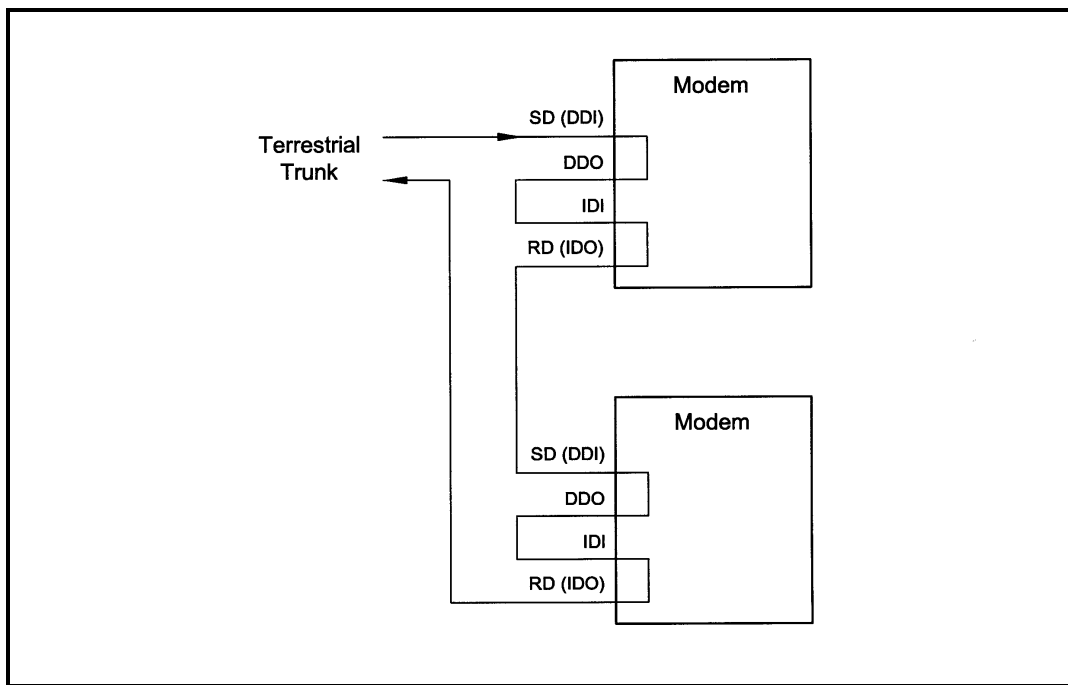 Modem
SD (DDI)
Terrestrial
Trunk
DDO
IDI
RD (IDO)
Modem
SD (DDI)
DDO
IDI
RD (IDO)